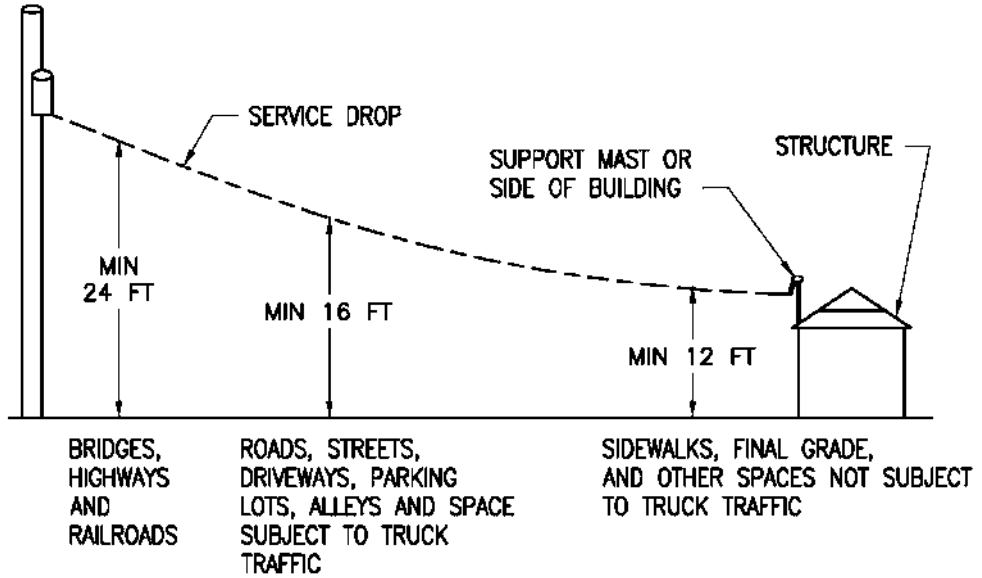 SERVICE DROP
SUPPORT MAST OR
SIDE OF BUILDING
STRUCTURE
MIN
24 FT
MIN 16 FT
MIN 12 FT
BRIDGES,
HIGHWAYS
AND
RAILROADS
ROADS, STREETS,
DRIVEWAYS, PARKING
LOTS, ALLEYS AND SPACE
SUBJECT TO TRUCK
TRAFFIC
SIDEWALKS, FINAL GRADE,
AND OTHER SPACES NOT SUBJECT
TO TRUCK TRAFFIC